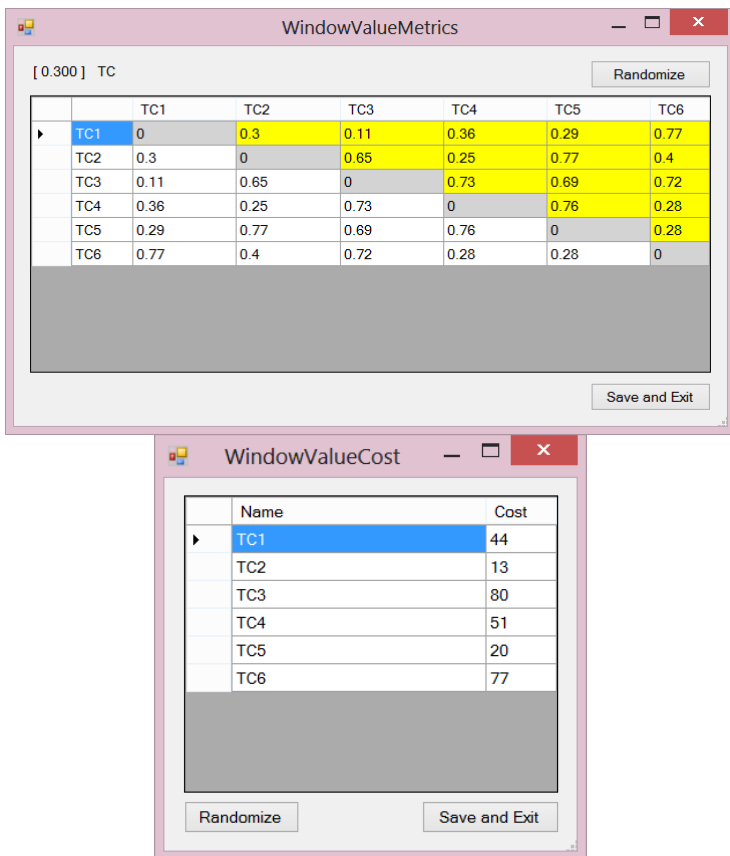 WindowValueMetrics
[ 0.300 ] TC
Randomize
TC1 TC2 TC3 TC4 TC5 TC6
TC1 0 0.3 0.11 0.36 0.29 0.77
TC2 0.3 0 0.65 0.25 0.77 0.4
TC3 0.11 0.65 0 0.73 0.69 0.72
TC4 0.36 0.25 0.73 0 0.76 0.28
TC5 0.29 0.77 0.69 0.76 0 0.28
TC6 0.77 0.4 0.72 0.28 0.28 0
Save and Exit
WindowValueCost
Name Cost
TC1 44
TC2 13
TC3 80
TC4 51
TC5 20
TC6 77
Randomize Save and Exit